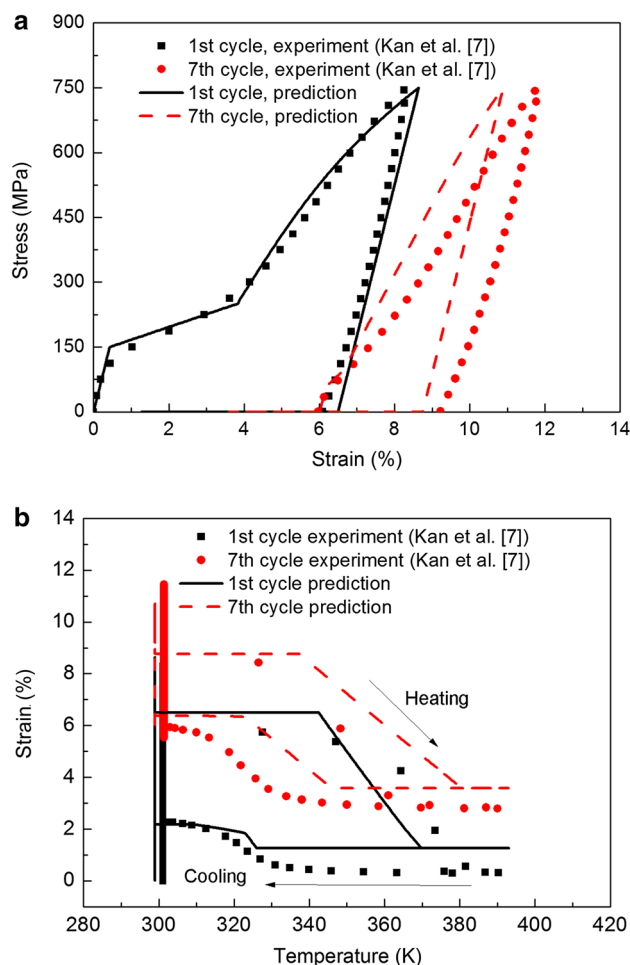 a
900
750
600
450
300
150
0
Stress (MPa)
1st cycle, experiment (Kan et al. [7])
7th cycle, experiment (Kan et al. [7])
1st cycle, prediction
7th cycle, prediction
0 2 4 6 8 10 12 14
Strain (%)
b
14
12
10
8
6
4
2
0
Strain (%)
1st cycle experiment (Kan et al. [7])
7th cycle experiment (Kan et al. [7])
1st cycle prediction
7th cycle prediction
Heating
Cooling
280 300 320 340 360 380 400 420
Temperature (K)